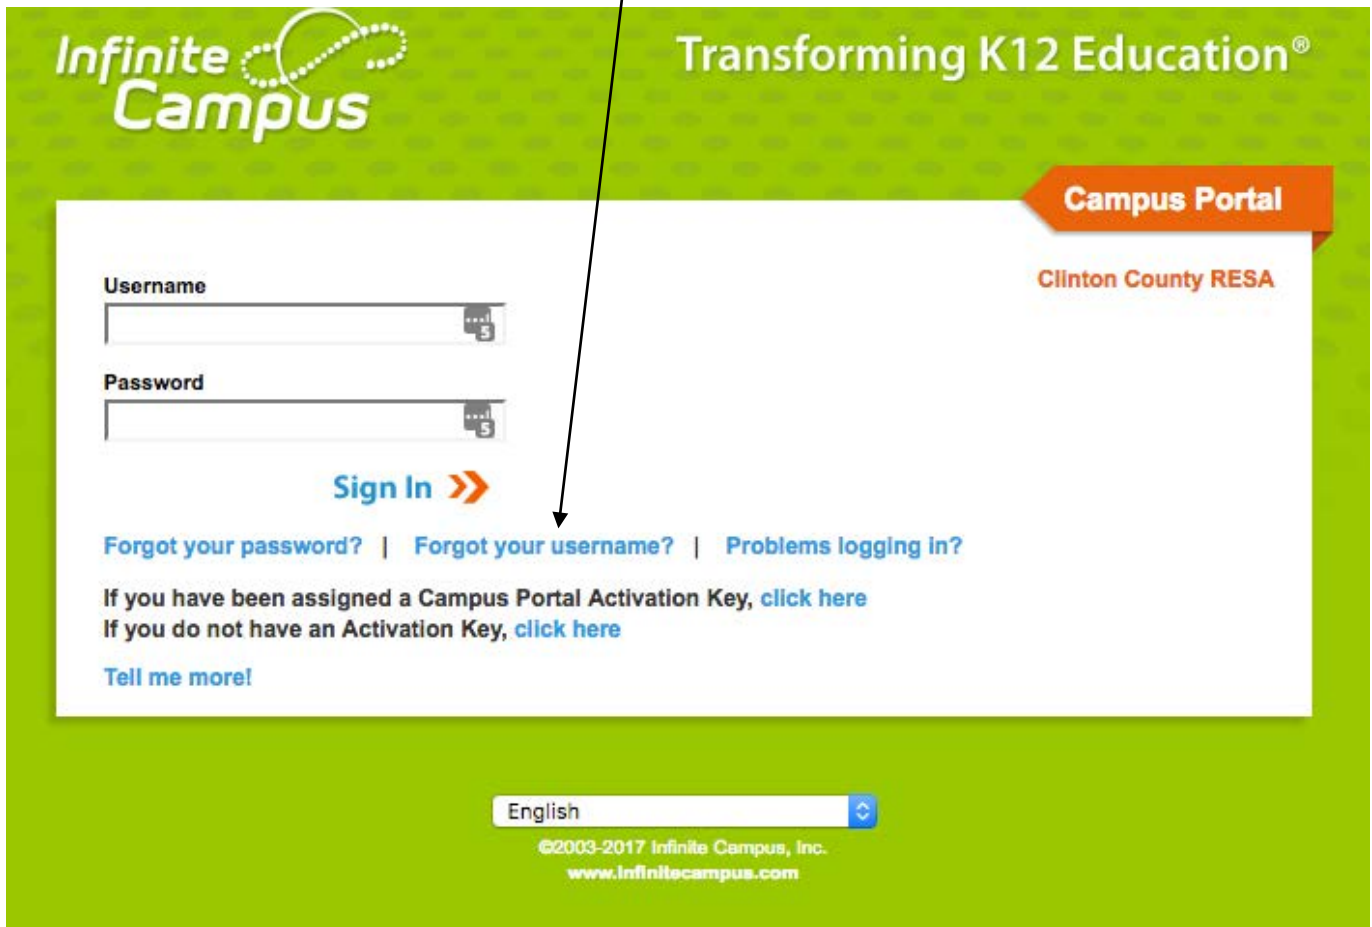 Infinite
Campus
Transforming K12 Education®
Campus Portal
Clinton County RESA
Username
5
Password
5
Sign In
Forgot your password? | Forgot your username? | Problems logging in?
If you have been assigned a Campus Portal Activation Key, click here
If you do not have an Activation Key, click here
Tell me more!
English
©2003-2017 Infinite Campus, Inc.
www.infinitecampus.com